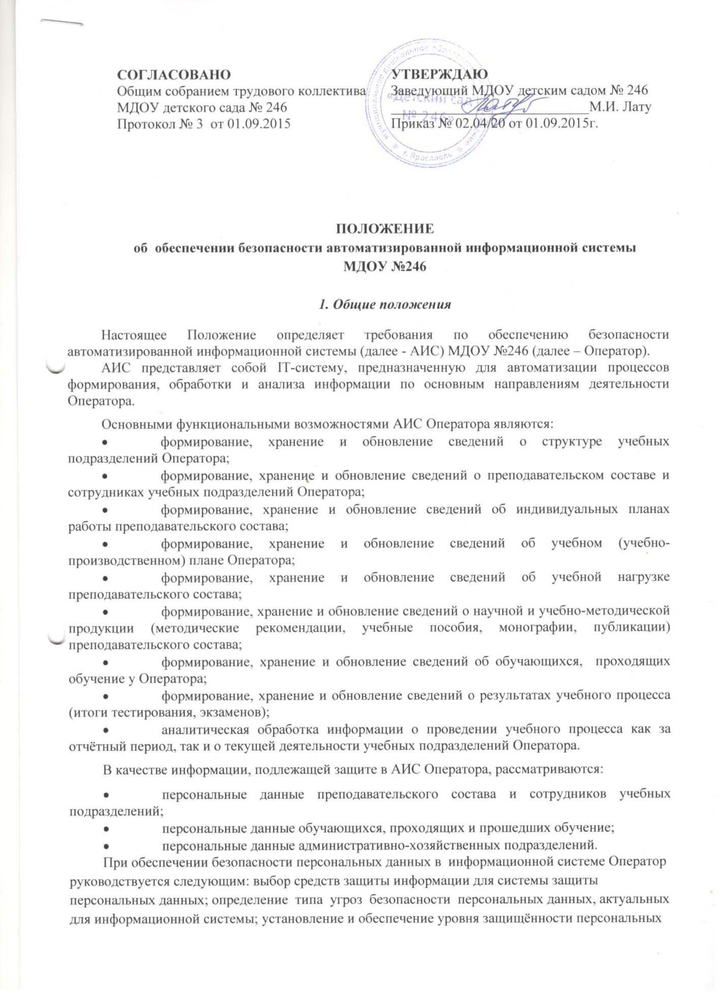 СОГЛАСОВАНО
Общим собранием трудового коллектива
МДОУ детского сада № 246
Протокол № 3  от 01.09.2015
УТВЕРЖДАЮ
Заведующий МДОУ детским садом № 246
М.И. Лату
Приказ № 02.04/20 от 01.09.2015г.
муниципальное дошкольное
«Детский сад
№ 246»
г. Ярославль
ПОЛОЖЕНИЕ
об  обеспечении безопасности автоматизированной информационной системы
МДОУ №246
1. Общие положения
Настоящее Положение определяет требования по обеспечению безопасности
автоматизированной информационной системы (далее - АИС) МДОУ №246 (далее – Оператор).
АИС представляет собой IT-систему, предназначенную для автоматизации процессов
формирования, обработки и анализа информации по основным направлениям деятельности
Оператора.
Основными функциональными возможностями АИС Оператора являются:
• формирование, хранение и обновление сведений о структуре учебных
подразделений Оператора;
• формирование, хранение и обновление сведений о преподавательском составе и
сотрудниках учебных подразделений Оператора;
• формирование, хранение и обновление сведений об индивидуальных планах
работы преподавательского состава;
• формирование, хранение и обновление сведений об учебном (учебно-
производственном) плане Оператора;
• формирование, хранение и обновление сведений об учебной нагрузке
преподавательского состава;
• формирование, хранение и обновление сведений о научной и учебно-методической
продукции (методические рекомендации, учебные пособия, монографии, публикации)
преподавательского состава;
• формирование, хранение и обновление сведений об обучающихся,  проходящих
обучение у Оператора;
• формирование, хранение и обновление сведений о результатах учебного процесса
(итоги тестирования, экзаменов);
• аналитическая обработка информации о проведении учебного процесса как за
отчётный период, так и о текущей деятельности учебных подразделений Оператора.
В качестве информации, подлежащей защите в АИС Оператора, рассматриваются:
• персональные данные преподавательского состава и сотрудников учебных
подразделений;
• персональные данные обучающихся, проходящих и прошедших обучение;
• персональные данные административно-хозяйственных подразделений.
При обеспечении безопасности персональных данных в  информационной системе Оператор
руководствуется следующим: выбор средств защиты информации для системы защиты
персональных данных; определение  типа  угроз  безопасности  персональных данных, актуальных
для информационной системы; установление и обеспечение уровня защищённости персональных